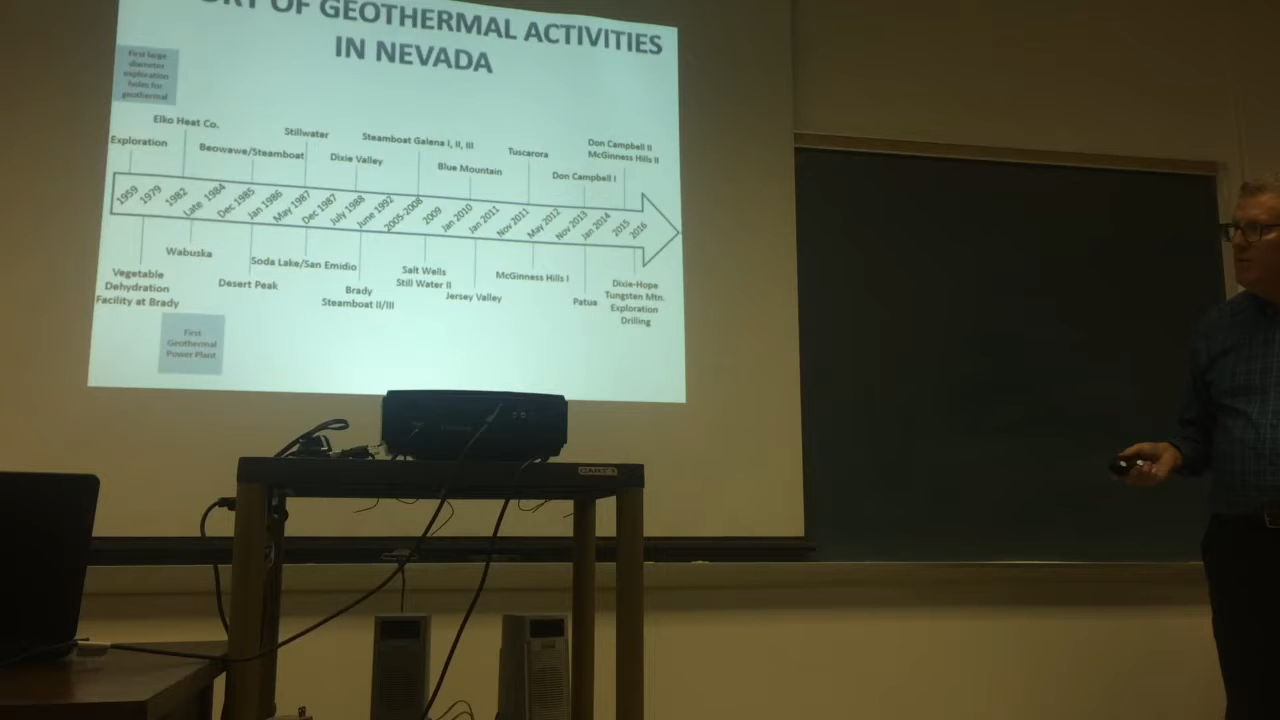 ORY OF GEOTHERMAL ACTIVITIES
IN NEVADA
First large
diameter
exploration
holes for
geothermal
Elko Heat Co.
Exploration
Beowawe/Steamboat
Stillwater
Dixie Valley
Steamboat Galena I, II, III
Blue Mountain
Tuscarora
Don Campbell I
Don Campbell II
McGinness Hills II
1959
1979
1982
Late 1984
Dec 1985
Jan 1986
May 1987
Dec 1987
July 1988
June 1992
2005-2008
2009
Jan 2010
Jan 2011
Nov 2011
May 2012
Nov 2013
Jan 2014
2015
2016
Vegetable
Dehydration
Facility at Brady
Wabuska
Desert Peak
Soda Lake/San Emidio
Brady
Steamboat II/III
Salt Wells
Still Water II
Jersey Valley
McGinness Hills I
Patua
Dixie-Hope
Tungsten Mtn.
Exploration
Drilling
First
Geothermal
Power Plant